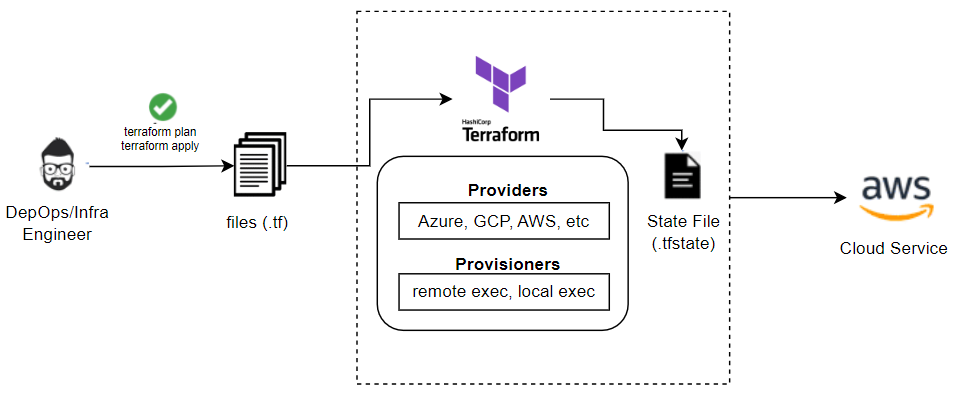 terraform plan
terraform apply
DepOps/Infra
Engineer
files (.tf)
HashiCorp
Terraform
Providers
Azure, GCP, AWS, etc
Provisioners
remote exec, local exec
State File
(.tfstate)
aws
Cloud Service